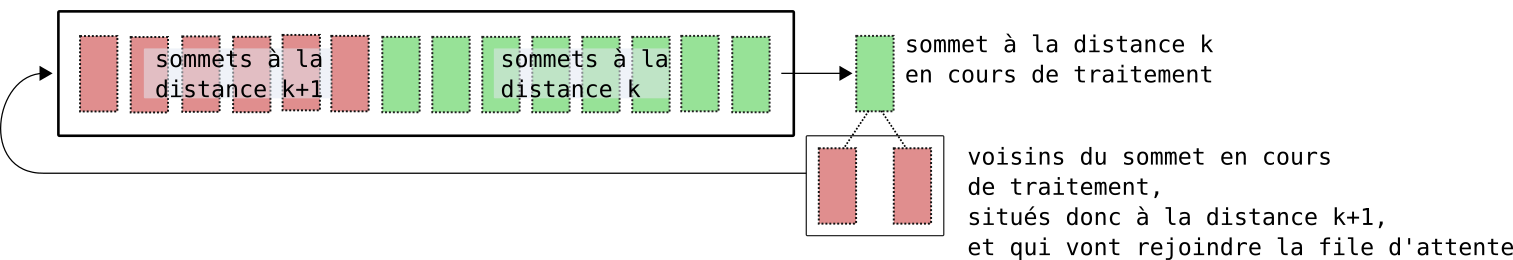 sommets à la
distance k+1
sommets à la
distance k
sommet à la distance k
en cours de traitement
voisins du sommet en cours
de traitement,
situés donc à la distance k+1,
et qui vont rejoindre la file d'attente